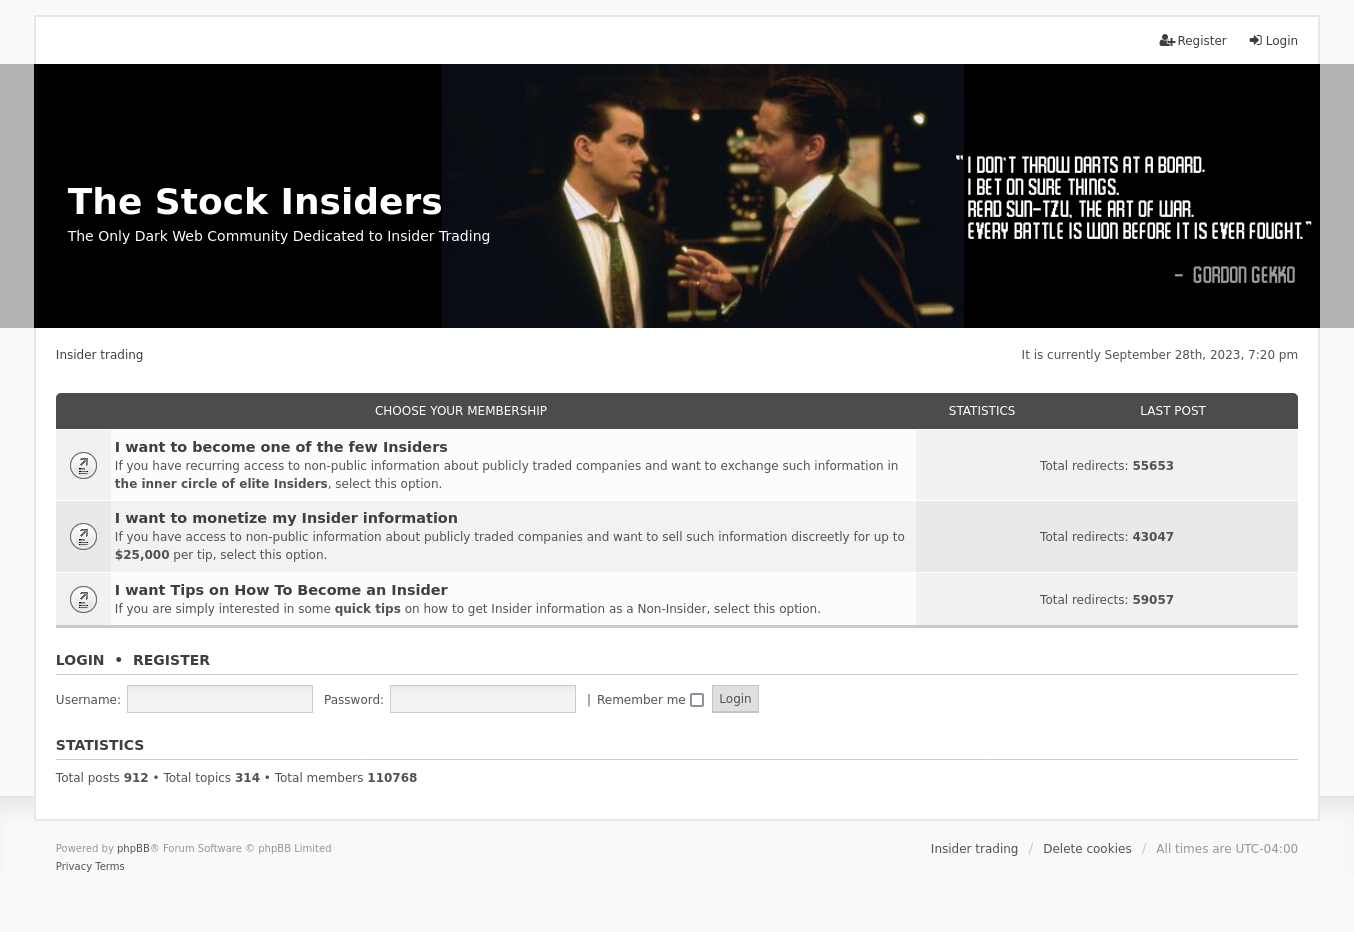 Register Login
The Stock Insiders
The Only Dark Web Community Dedicated to Insider Trading
"I DON'T THROW DARTS AT A BOARD.
I BET ON SURE THINGS.
READ SUN-TZU, THE ART OF WAR.
EVERY BATTLE IS WON BEFORE IT IS EVER FOUGHT."
- GORDON GEKKO
Insider trading It is currently September 28th, 2023, 7:20 pm
CHOOSE YOUR MEMBERSHIP STATISTICS LAST POST
I want to become one of the few Insiders
If you have recurring access to non-public information about publicly traded companies and want to exchange such information in
the inner circle of elite Insiders, select this option.
Total redirects: 55653
I want to monetize my Insider information
If you have access to non-public information about publicly traded companies and want to sell such information discreetly for up to
$25,000 per tip, select this option.
Total redirects: 43047
I want Tips on How To Become an Insider
If you are simply interested in some quick tips on how to get Insider information as a Non-Insider, select this option.
Total redirects: 59057
LOGIN • REGISTER
Username: Password: | Remember me Login
STATISTICS
Total posts 912 • Total topics 314 • Total members 110768
Powered by phpBB® Forum Software © phpBB Limited
Privacy Terms
Insider trading / Delete cookies / All times are UTC-04:00